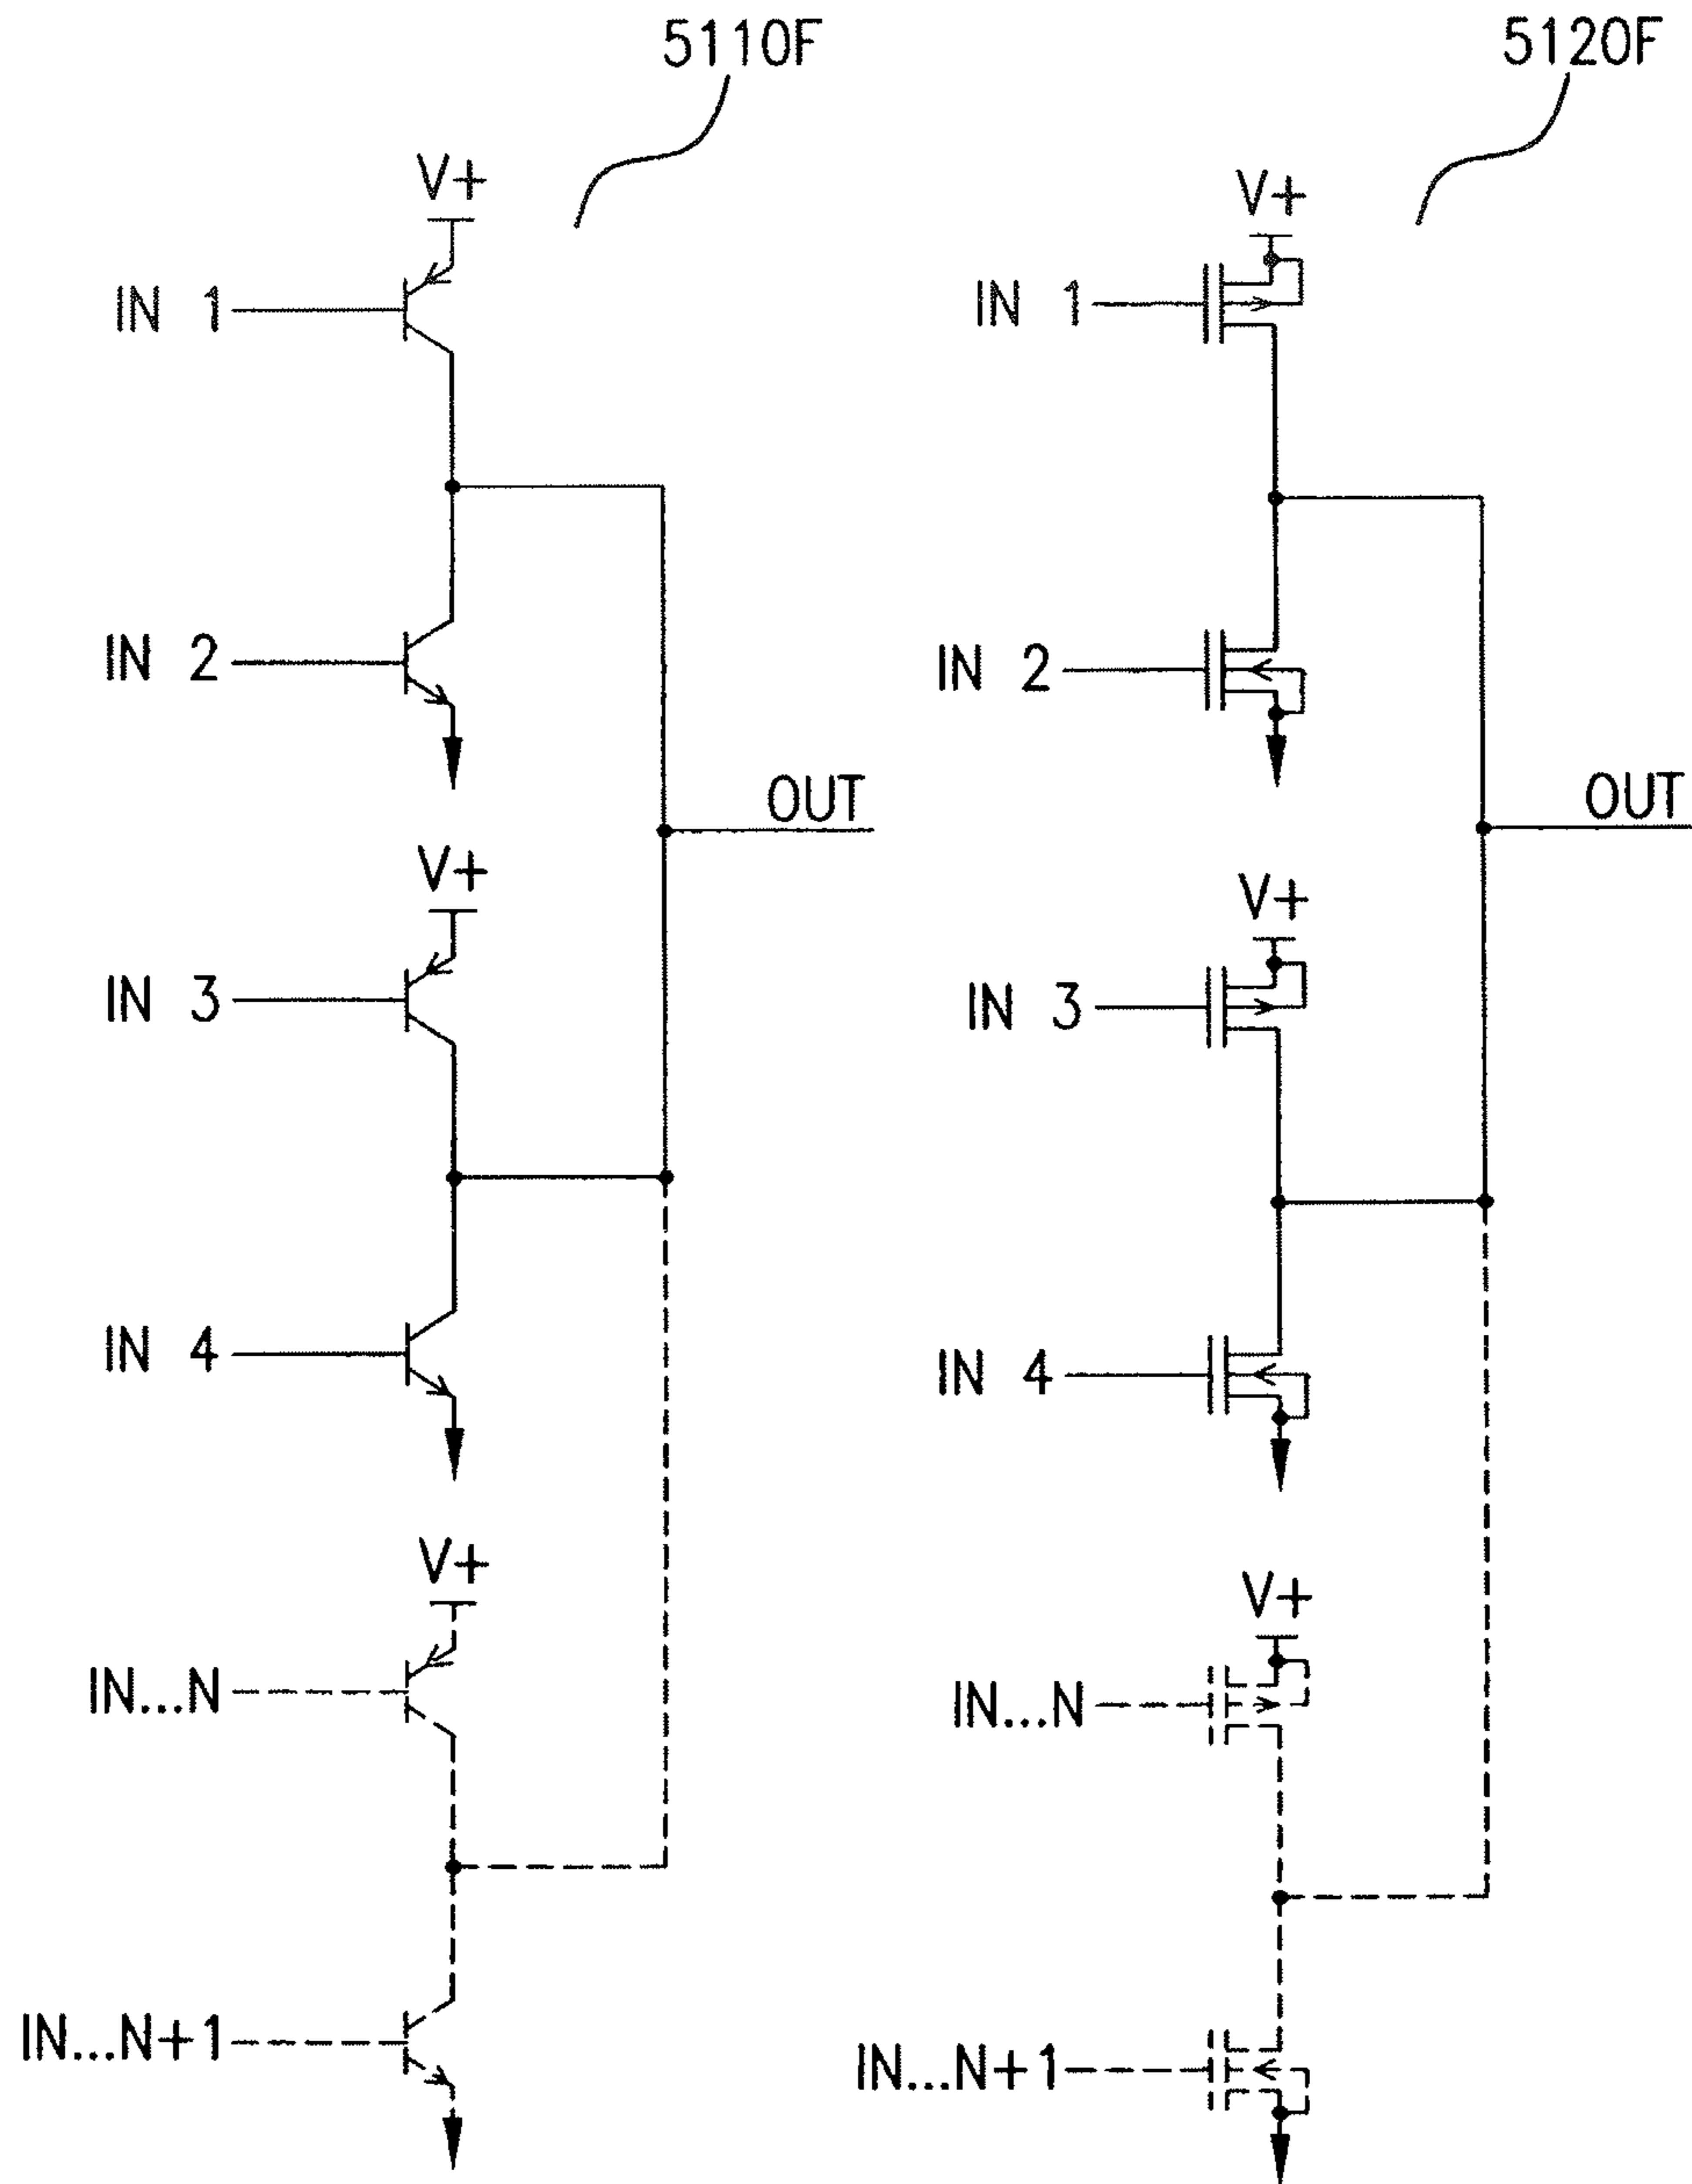 5110F
V+
IN 1
IN 2
OUT
V+
IN 3
IN 4
V+
IN...N
IN...N+1
5120F
V+
IN 1
IN 2
OUT
V+
IN 3
IN 4
V+
IN...N
IN...N+1